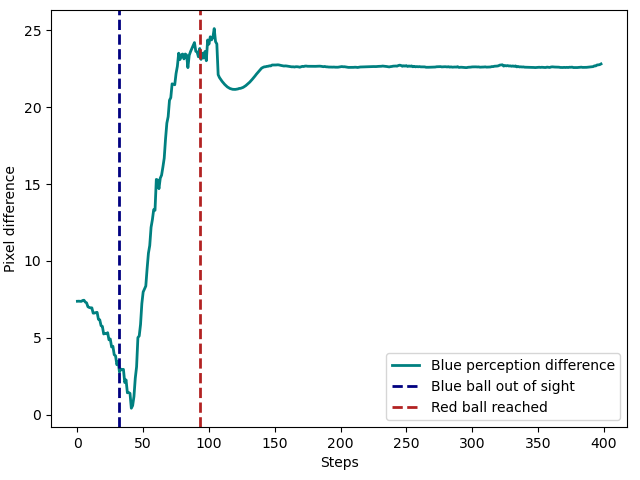 25
20
15
10
5
0
Pixel difference
0 50 100 150 200 250 300 350 400
Steps
Blue perception difference
Blue ball out of sight
Red ball reached